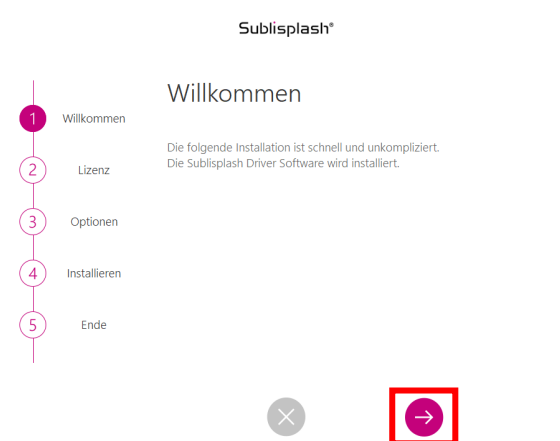 Sublisplash®
Willkommen
1 Willkommen
Die folgende Installation ist schnell und unkompliziert.
Die Sublisplash Driver Software wird installiert.
2 Lizenz
3 Optionen
4 Installieren
5 Ende